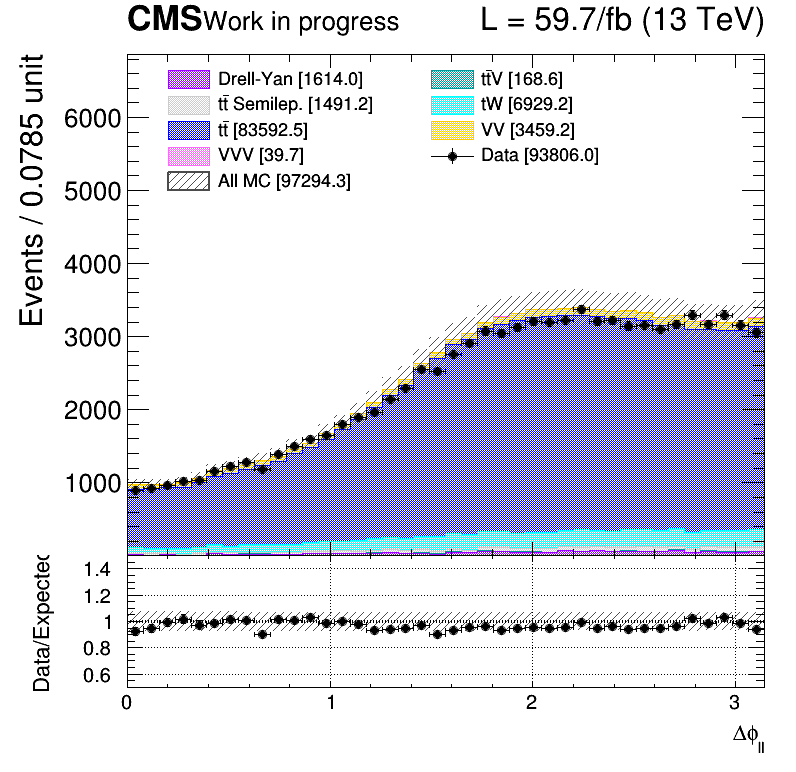 CMS Work in progress L = 59.7/fb (13 TeV)
Events / 0.0785 unit
6000
5000
4000
3000
2000
1000
Drell-Yan [1614.0]
tt̄ Semilep. [1491.2]
tt̄ [83592.5]
VVV [39.7]
All MC [97294.3]
tt̄V [168.6]
tW [6929.2]
VV [3459.2]
Data [93806.0]
Data/Expected
1.4
1.2
1
0.8
0.6
0 1 2 3
Δϕ_ll